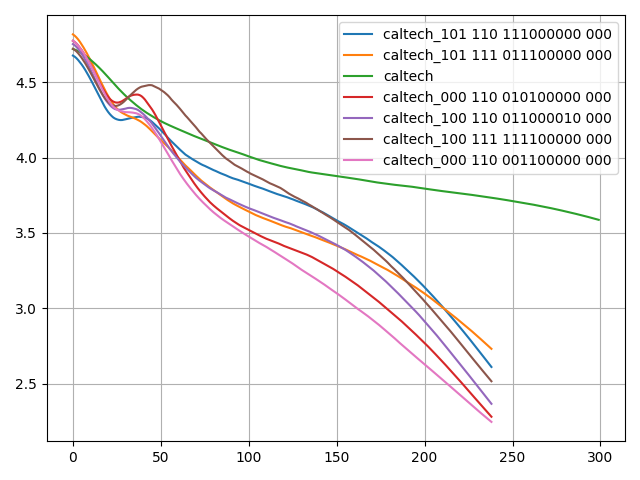 caltech_101 110 111000000 000
caltech_101 111 011100000 000
caltech
caltech_000 110 010100010 000
caltech_100 110 011000010 000
caltech_100 111 111100000 000
caltech_000 110 001100000 000
4.5
4.0
3.5
3.0
2.5
0 50 100 150 200 250 300